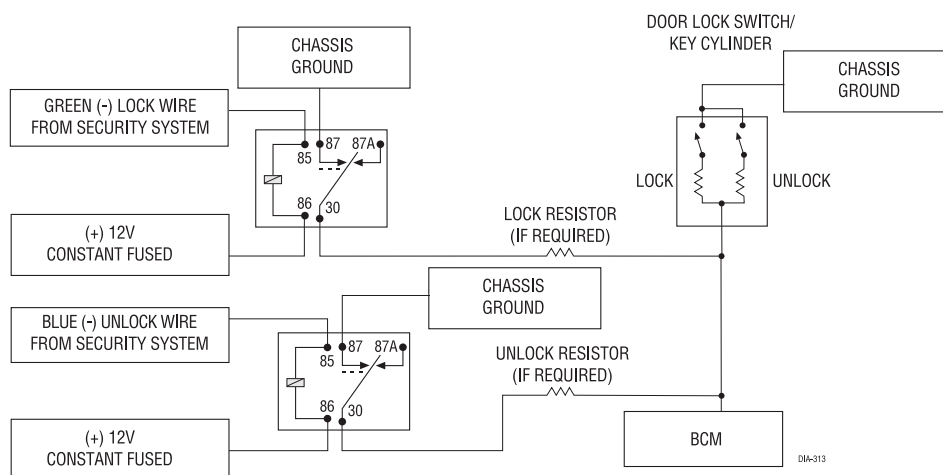 DOOR LOCK SWITCH/
KEY CYLINDER
CHASSIS
GROUND
CHASSIS
GROUND
GREEN (-) LOCK WIRE
FROM SECURITY SYSTEM
85
87
87A
86
30
LOCK
UNLOCK
(+) 12V
CONSTANT FUSED
LOCK RESISTOR
(IF REQUIRED)
CHASSIS
GROUND
BLUE (-) UNLOCK WIRE
FROM SECURITY SYSTEM
85
87
87A
86
30
UNLOCK RESISTOR
(IF REQUIRED)
(+) 12V
CONSTANT FUSED
BCM
DIA-313